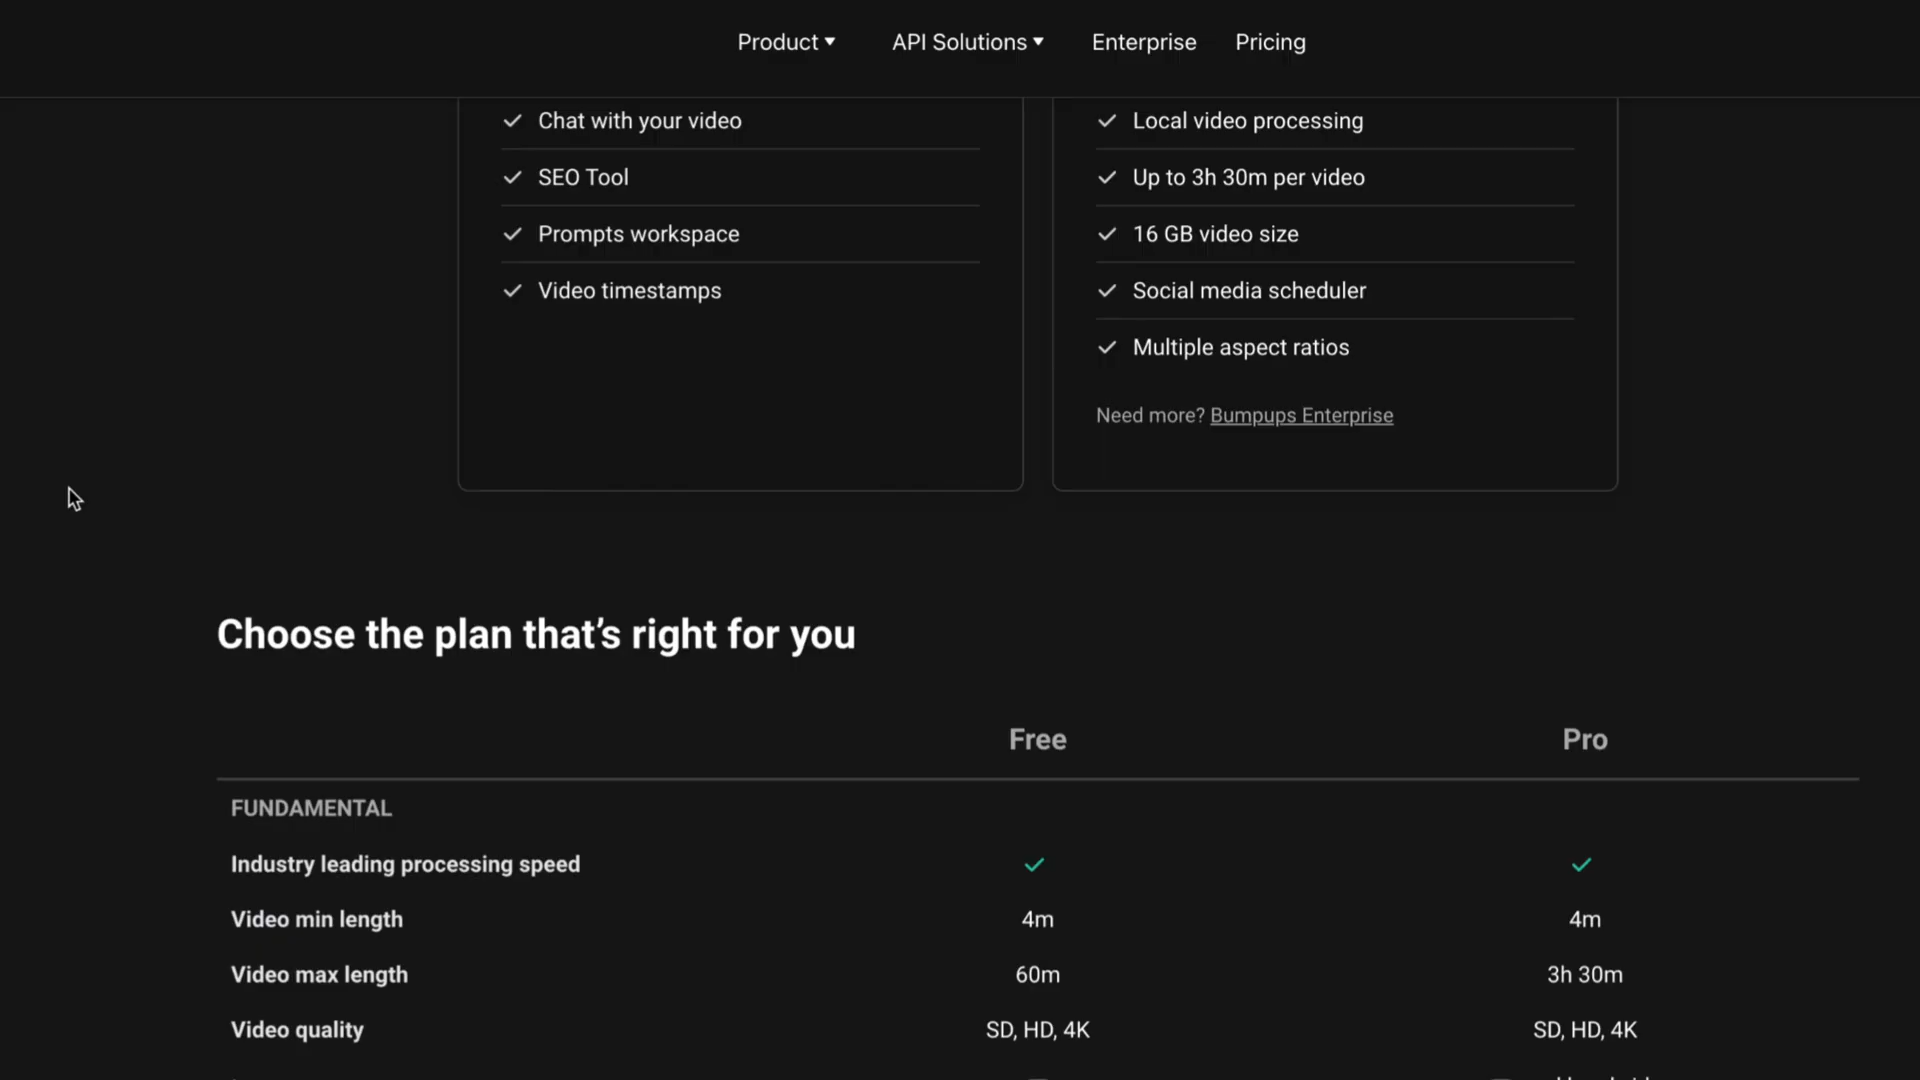 Product ▾ API Solutions ▾ Enterprise Pricing
Chat with your video
SEO Tool
Prompts workspace
Video timestamps
Local video processing
Up to 3h 30m per video
16 GB video size
Social media scheduler
Multiple aspect ratios
Need more? Bumpups Enterprise
Choose the plan that’s right for you
Free Pro
FUNDAMENTAL
Industry leading processing speed
Video min length 4m 4m
Video max length 60m 3h 30m
Video quality SD, HD, 4K SD, HD, 4K